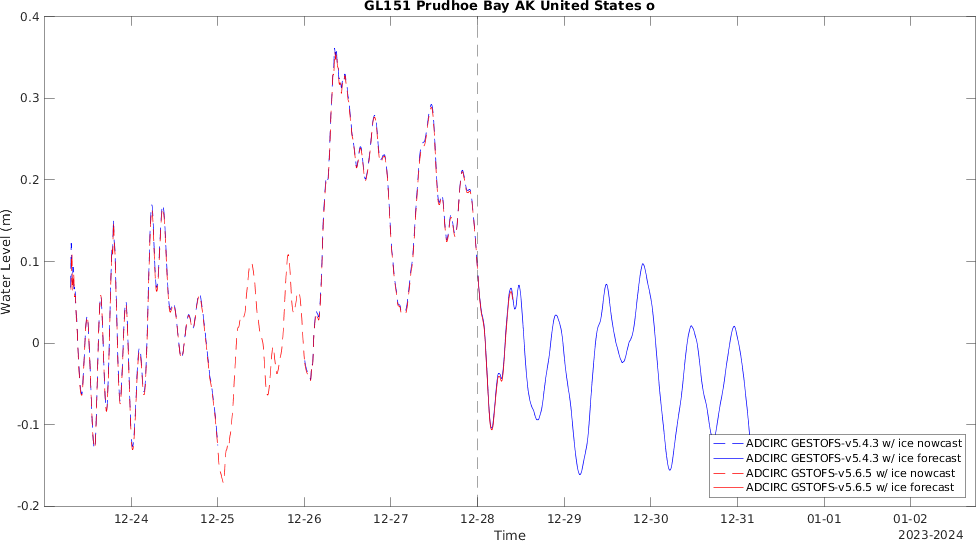 GL151 Prudhoe Bay AK United States o
0.4
0.3
0.2
0.1
0
-0.1
-0.2
Water Level (m)
ADCIRC GESTOFS-v5.4.3 w/ ice nowcast
ADCIRC GESTOFS-v5.4.3 w/ ice forecast
ADCIRC GSTOFS-v5.6.5 w/ ice nowcast
ADCIRC GSTOFS-v5.6.5 w/ ice forecast
12-24 12-25 12-26 12-27 12-28 12-29 12-30 12-31 01-01 01-02
Time
2023-2024